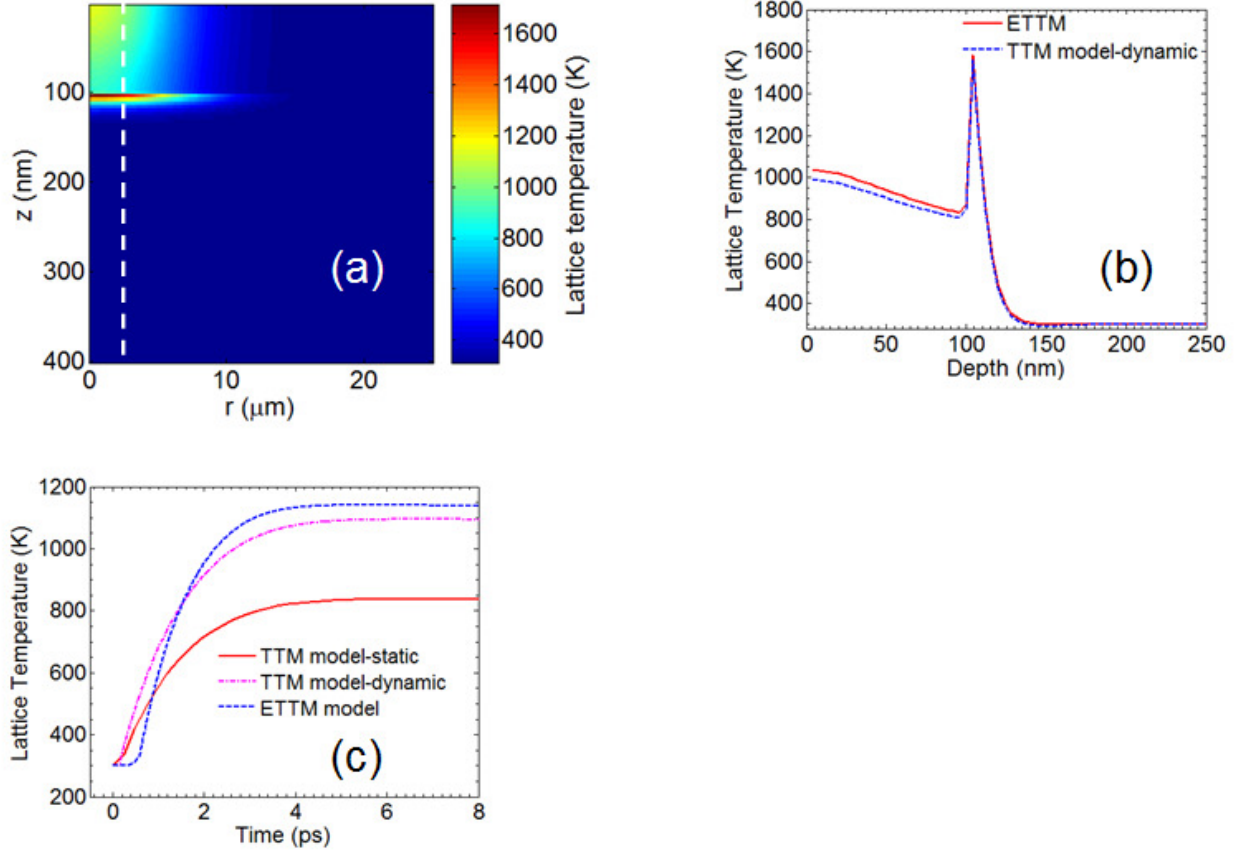 1600
1400
1200
1000
800
600
400
Lattice temperature (K)
100
200
300
400
z (nm)
0
10
20
r (μm)
(a)
1800
1600
1400
1200
1000
800
600
400
Lattice Temperature (K)
ETTM
TTM model-dynamic
(b)
0
50
100
150
200
250
Depth (nm)
1200
1000
800
600
400
200
Lattice Temperature (K)
TTM model-static
TTM model-dynamic
ETTM model
(c)
0
2
4
6
8
Time (ps)